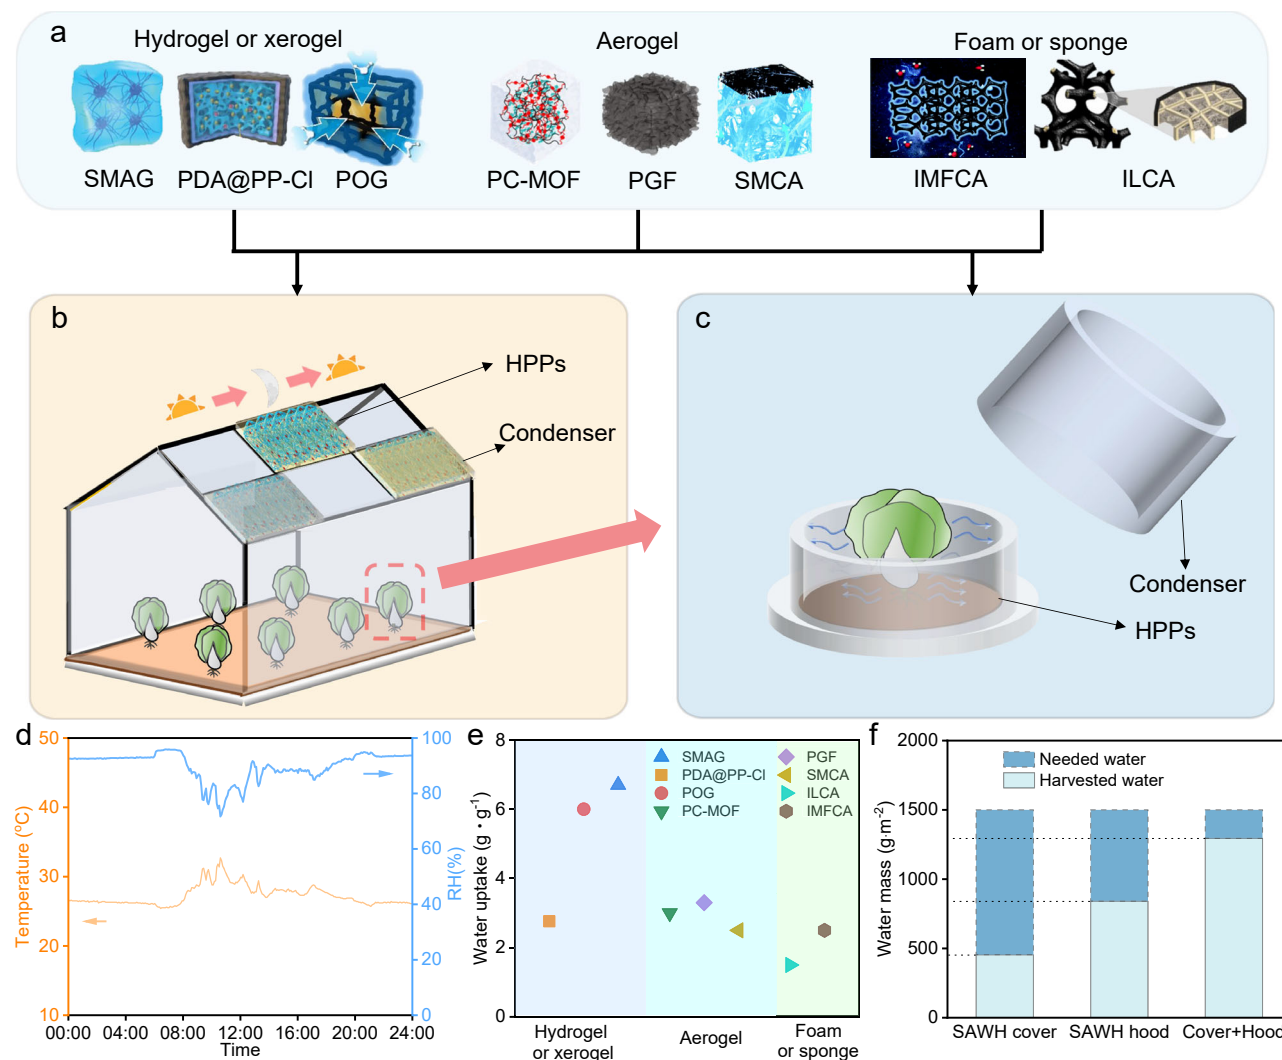 a
Hydrogel or xerogel
Aerogel
Foam or sponge
SMAG
PDA@PP-Cl
POG
PC-MOF
PGF
SMCA
IMFCA
ILCA
b
HPPs
Condenser
c
Condenser
HPPs
d
Temperature (ºC)
50
40
30
20
10
RH(%)
100
80
60
40
20
0
00:00 04:00 08:00 12:00 16:00 20:00 24:00
Time
e
Water uptake (g·g⁻¹)
8
6
4
2
0
SMAG
PDA@PP-Cl
POG
PC-MOF
PGF
SMCA
ILCA
IMFCA
Hydrogel
or xerogel
Aerogel
Foam
or sponge
f
Water mass (g·m⁻²)
2000
1500
1000
500
0
Needed water
Harvested water
SAWH cover
SAWH hood
Cover+Hood